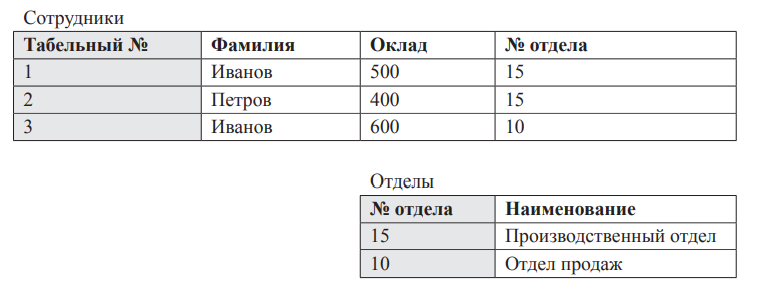 Сотрудники
Табельный № Фамилия Оклад № отдела
1 Иванов 500 15
2 Петров 400 15
3 Иванов 600 10
Отделы
№ отдела Наименование
15 Производственный отдел
10 Отдел продаж